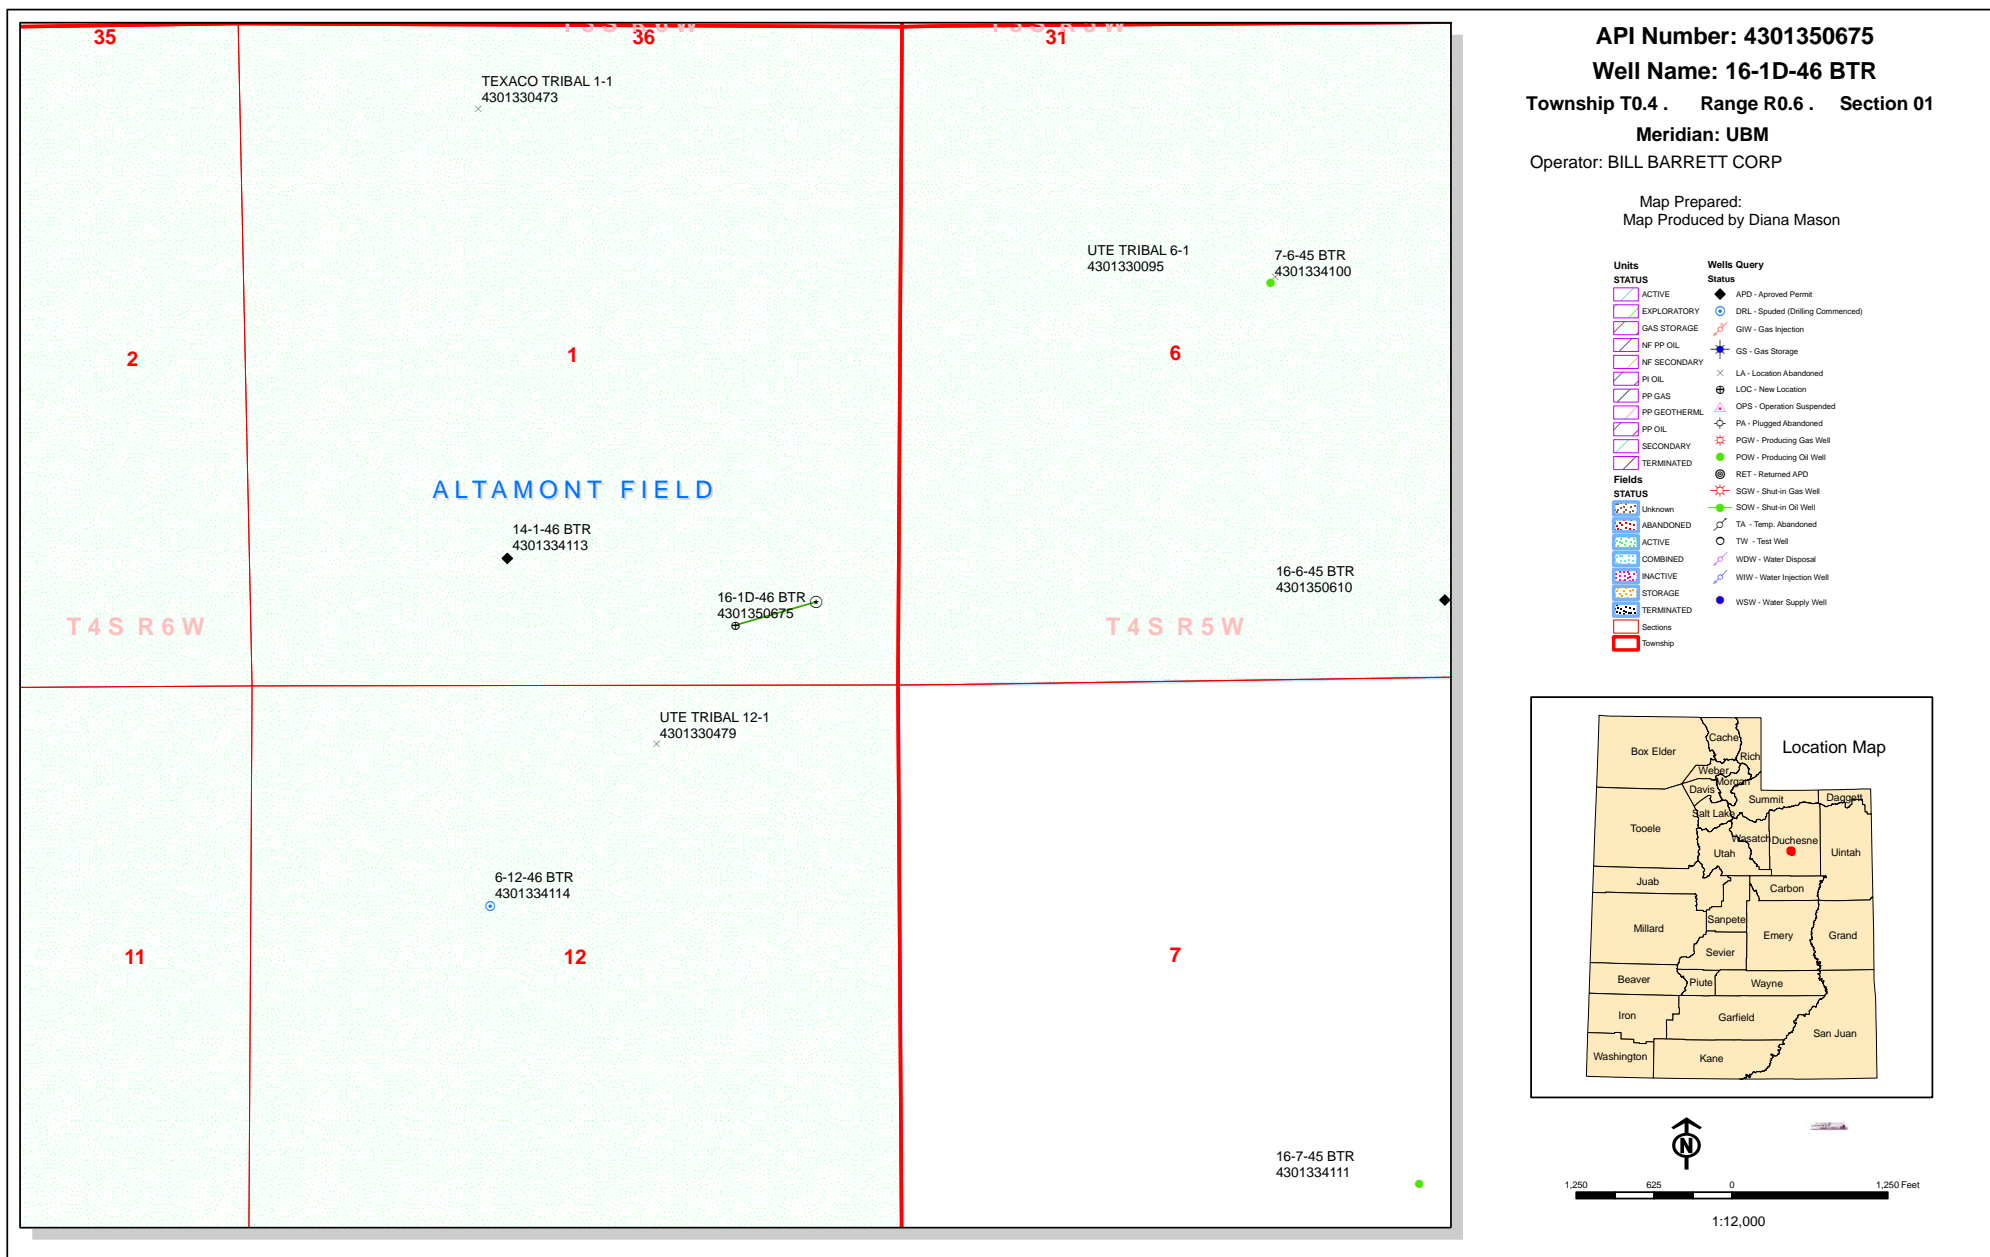 35
36
31
TEXACO TRIBAL 1-1
4301330473
UTE TRIBAL 6-1
4301330095
7-6-45 BTR
4301334100
2
1
6
ALTAMONT FIELD
14-1-46 BTR
4301334113
16-1D-46 BTR
4301350675
16-6-45 BTR
4301350610
T4S R6W
T4S R5W
UTE TRIBAL 12-1
4301330479
6-12-46 BTR
4301334114
11
12
7
16-7-45 BTR
4301334111
API Number: 4301350675
Well Name: 16-1D-46 BTR
Township T0.4 . Range R0.6 . Section 01
Meridian: UBM
Operator: BILL BARRETT CORP
Map Prepared:
Map Produced by Diana Mason
Units
STATUS
ACTIVE
EXPLORATORY
GAS STORAGE
NF PP OIL
NF SECONDARY
PI OIL
PP GAS
PP GEOTHERML
PP OIL
SECONDARY
TERMINATED
Fields
STATUS
Unknown
ABANDONED
ACTIVE
COMBINED
INACTIVE
STORAGE
TERMINATED
Sections
Township
Wells Query
Status
APD - Aproved Permit
DRL - Spuded (Drilling Commenced)
GIW - Gas Injection
GS - Gas Storage
LA - Location Abandoned
LOC - New Location
OPS - Operation Suspended
PA - Plugged Abandoned
PGW - Producing Gas Well
POW - Producing Oil Well
RET - Returned APD
SGW - Shut-in Gas Well
SOW - Shut-in Oil Well
TA - Temp. Abandoned
TW - Test Well
WDW - Water Disposal
WIW - Water Injection Well
WSW - Water Supply Well
Location Map
Box Elder
Cache
Rich
Weber
Morgan
Davis
Summit
Daggett
Salt Lake
Tooele
Wasatch
Duchesne
Utah
Uintah
Juab
Carbon
Sanpete
Millard
Emery
Grand
Sevier
Beaver
Piute
Wayne
Iron
Garfield
San Juan
Washington
Kane
N
1,250 625 0 1,250 Feet
1:12,000